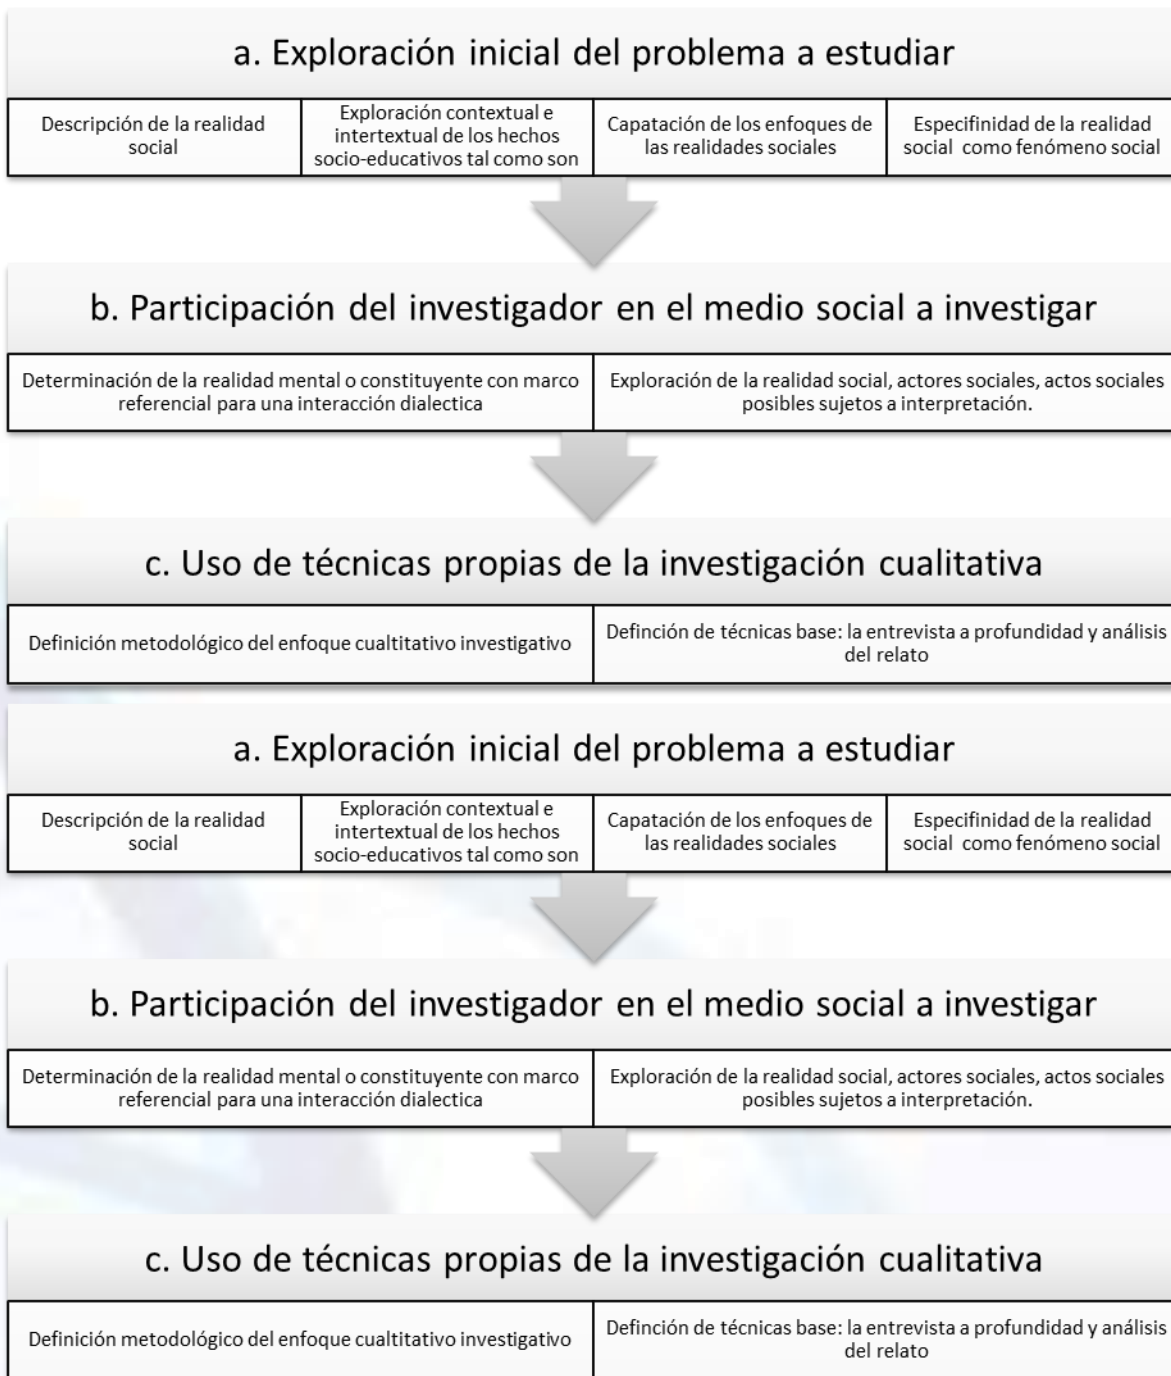 a. Exploración inicial del problema a estudiar
Descripción de la realidad
social
Exploración contextual e
intertextual de los hechos
socio-educativos tal como son
Capatación de los enfoques de
las realidades sociales
Especifinidad de la realidad
social como fenómeno social
b. Participación del investigador en el medio social a investigar
Determinación de la realidad mental o constituyente con marco
referencial para una interacción dialectica
Exploración de la realidad social, actores sociales, actos sociales
posibles sujetos a interpretación.
c. Uso de técnicas propias de la investigación cualitativa
Definición metodológico del enfoque cualtitativo investigativo
Definción de técnicas base: la entrevista a profundidad y análisis
del relato
a. Exploración inicial del problema a estudiar
Descripción de la realidad
social
Exploración contextual e
intertextual de los hechos
socio-educativos tal como son
Capatación de los enfoques de
las realidades sociales
Especifinidad de la realidad
social como fenómeno social
b. Participación del investigador en el medio social a investigar
Determinación de la realidad mental o constituyente con marco
referencial para una interacción dialectica
Exploración de la realidad social, actores sociales, actos sociales
posibles sujetos a interpretación.
c. Uso de técnicas propias de la investigación cualitativa
Definición metodológico del enfoque cualtitativo investigativo
Definción de técnicas base: la entrevista a profundidad y análisis
del relato